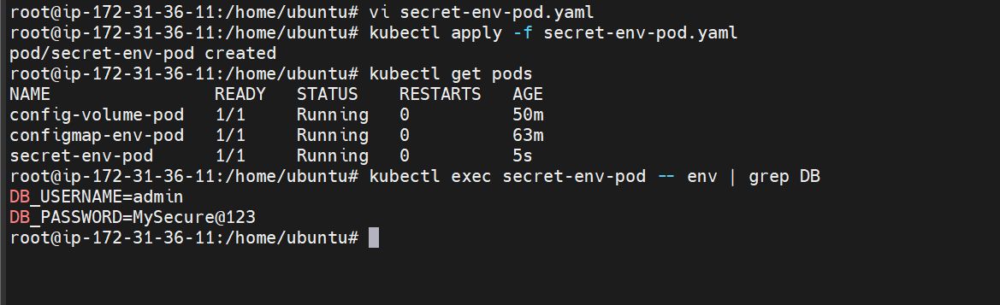 root@ip-172-31-36-11:/home/ubuntu# vi secret-env-pod.yaml
root@ip-172-31-36-11:/home/ubuntu# kubectl apply -f secret-env-pod.yaml
pod/secret-env-pod created
root@ip-172-31-36-11:/home/ubuntu# kubectl get pods
NAME                READY   STATUS    RESTARTS   AGE
config-volume-pod   1/1     Running   0          50m
configmap-env-pod   1/1     Running   0          63m
secret-env-pod      1/1     Running   0          5s
root@ip-172-31-36-11:/home/ubuntu# kubectl exec secret-env-pod -- env | grep DB
DB_USERNAME=admin
DB_PASSWORD=MySecure@123
root@ip-172-31-36-11:/home/ubuntu#